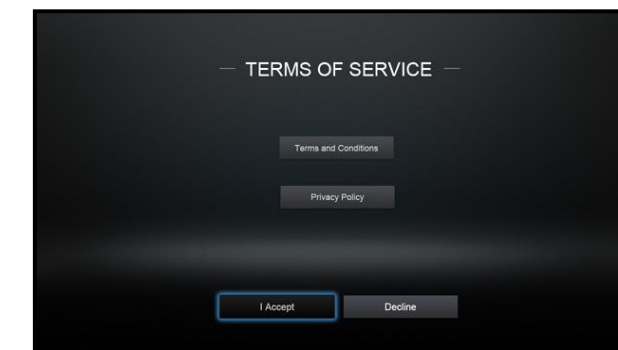 TERMS OF SERVICE
Terms and Conditions
Privacy Policy
I Accept Decline